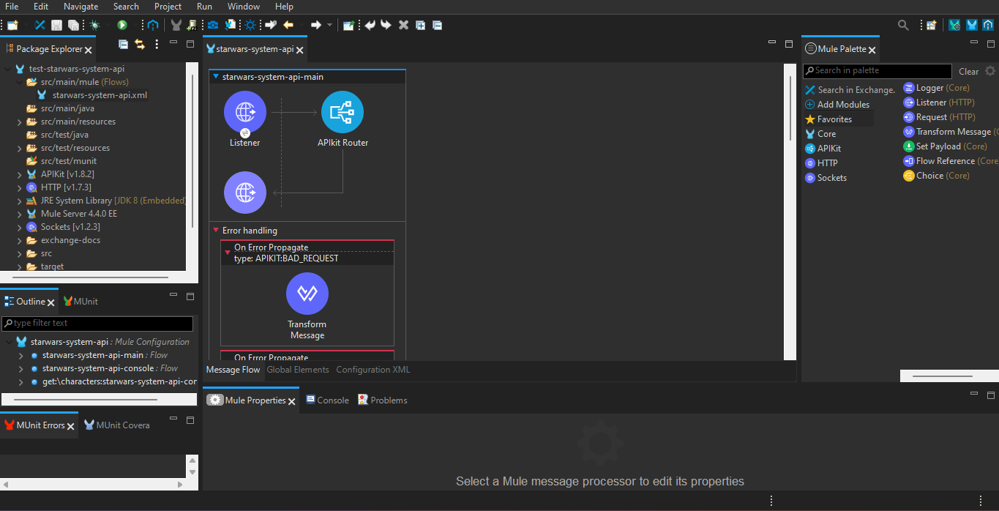 File Edit Navigate Search Project Run Window Help
Package Explorer
test-starwars-system-api
src/main/mule (Flows)
starwars-system-api.xml
src/main/java
src/main/resources
src/test/java
src/test/resources
src/test/munit
APIKit [v1.8.2]
HTTP [v1.7.3]
JRE System Library [JDK 8 (Embedded)
Mule Server 4.4.0 EE
Sockets [v1.2.3]
exchange-docs
src
target
Outline MUnit
type filter text
starwars-system-api : Mule Configuration
starwars-system-api-main : Flow
starwars-system-api-console : Flow
get:\characters:starwars-system-api-cor
MUnit Errors MUnit Covera
starwars-system-api
starwars-system-api-main
Listener
APIkit Router
Error handling
On Error Propagate
type: APIKIT:BAD_REQUEST
Transform
Message
On Error Propagate
Message Flow Global Elements Configuration XML
Mule Properties Console Problems
Select a Mule message processor to edit its properties
Mule Palette
Search in palette Clear
Search in Exchange.
Add Modules
Favorites
Core
APIKit
HTTP
Sockets
Logger (Core)
Listener (HTTP)
Request (HTTP)
Transform Message (C
Set Payload (Core)
Flow Reference (Core
Choice (Core)